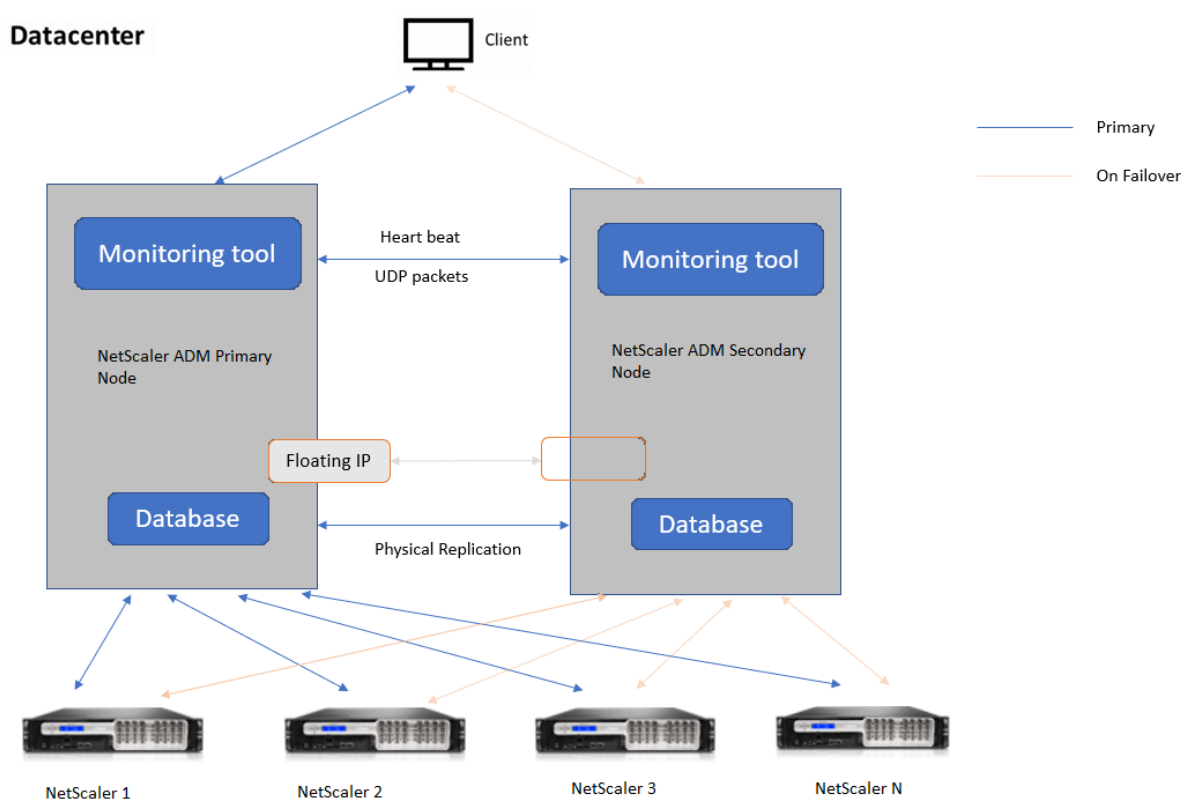 Datacenter
Client
Primary
On Failover
Monitoring tool
Heart beat
UDP packets
Monitoring tool
NetScaler ADM Primary
Node
NetScaler ADM Secondary
Node
Floating IP
Database
Physical Replication
Database
NetScaler 1
NetScaler 2
NetScaler 3
NetScaler N